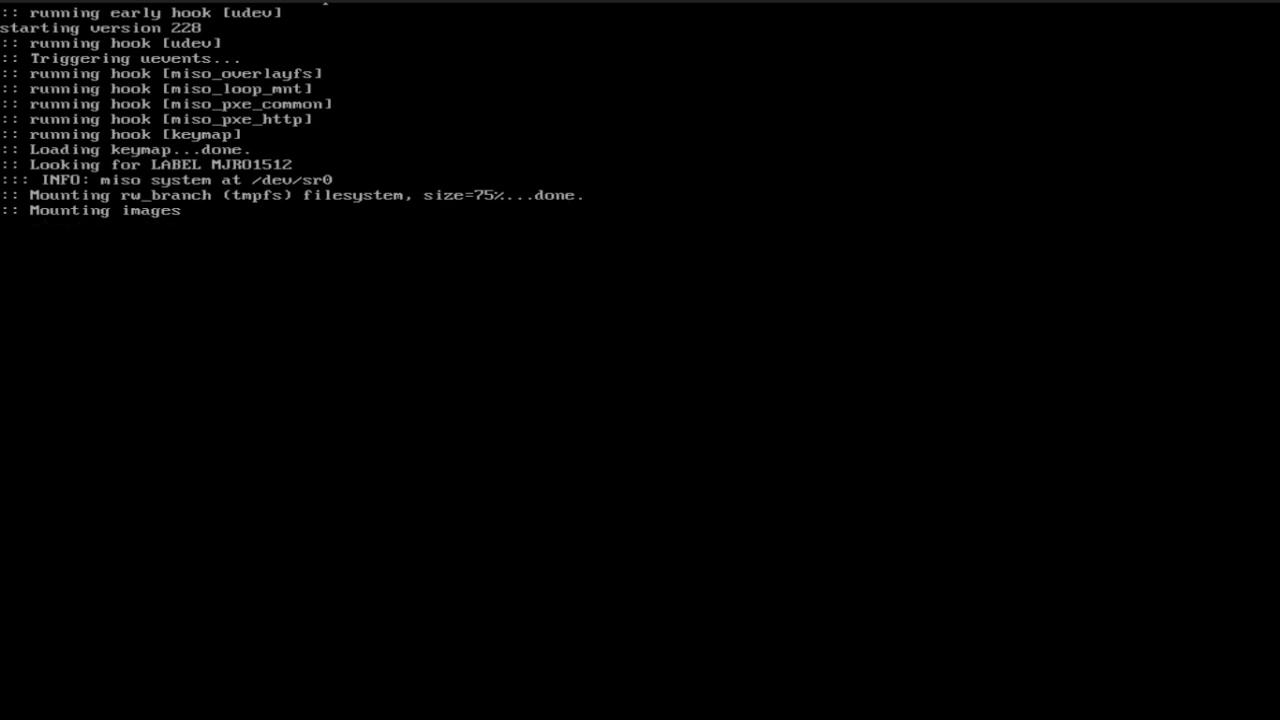 :: running early hook [udev]
starting version 228
:: running hook [udev]
:: Triggering uevents...
:: running hook [miso_overlayfs]
:: running hook [miso_loop_mnt]
:: running hook [miso_pxe_common]
:: running hook [miso_pxe_http]
:: running hook [keymap]
:: Loading keymap...done.
:: Looking for LABEL MJRO1512
::: INFO: miso system at /dev/sr0
:: Mounting rw_branch (tmpfs) filesystem, size=75%...done.
:: Mounting images